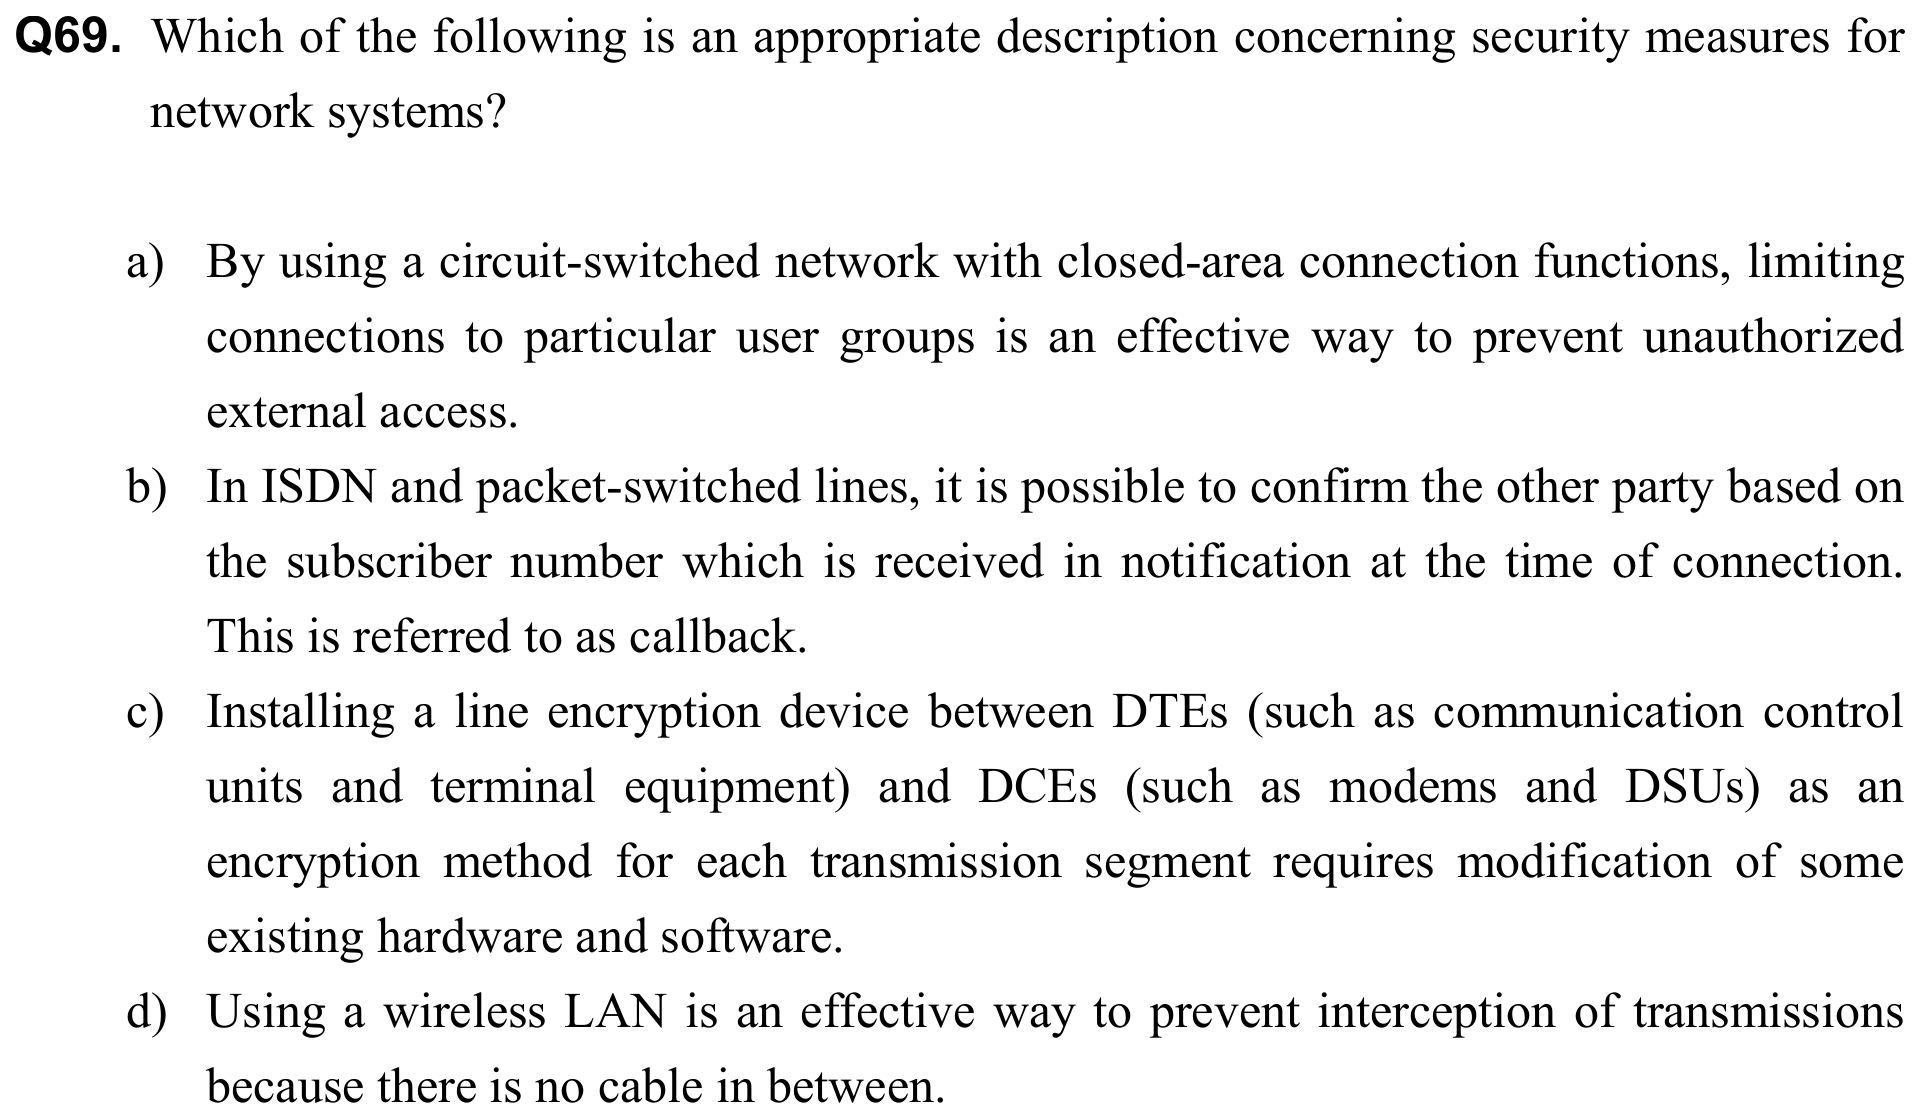 Q69. Which of the following is an appropriate description concerning security measures for
network systems?
a) By using a circuit-switched network with closed-area connection functions, limiting
connections to particular user groups is an effective way to prevent unauthorized
external access.
b) In ISDN and packet-switched lines, it is possible to confirm the other party based on
the subscriber number which is received in notification at the time of connection.
This is referred to as callback.
c) Installing a line encryption device between DTEs (such as communication control
units and terminal equipment) and DCEs (such as modems and DSUs) as an
encryption method for each transmission segment requires modification of some
existing hardware and software.
d) Using a wireless LAN is an effective way to prevent interception of transmissions
because there is no cable in between.